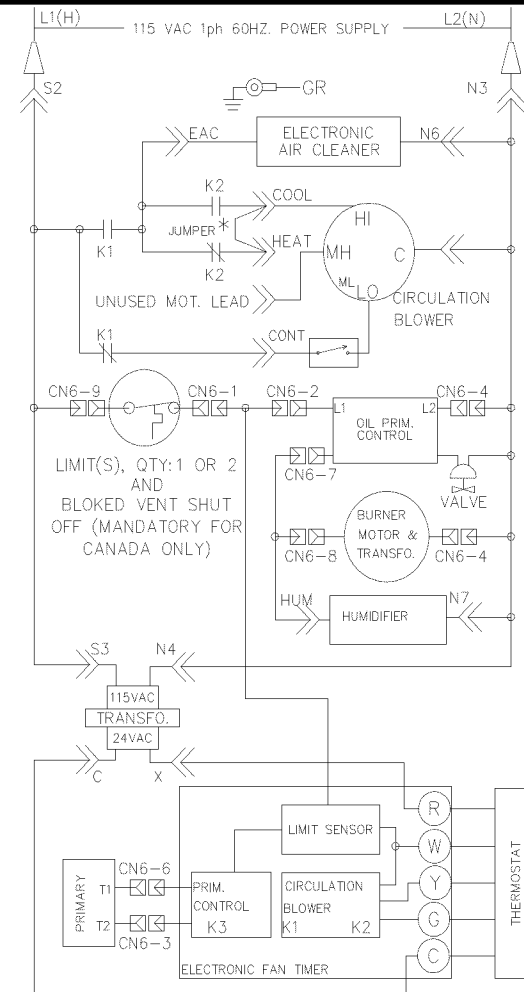 L1(H)
115 VAC 1ph 60HZ. POWER SUPPLY
L2(N)
S2
GR
N3
EAC
ELECTRONIC
AIR CLEANER
N6
K2
COOL
HI
JUMPER *
K1
HEAT
MH
C
K2
ML
LO
UNUSED MOT. LEAD
CIRCULATION
BLOWER
K1
CONT
CN6-9
CN6-1
CN6-2
CN6-4
L1
L2
OIL PRIM.
CONTROL
LIMIT(S), QTY:1 OR 2
AND
BLOKED VENT SHUT
OFF (MANDATORY FOR
CANADA ONLY)
CN6-7
VALVE
BURNER
MOTOR &
TRANSFO.
CN6-8
CN6-4
HUM
HUMIDIFIER
N7
S3
N4
115VAC
TRANSFO.
24VAC
C
X
R
LIMIT SENSOR
W
CN6-6
PRIMARY
T1
T2
PRIM.
CONTROL
K3
CIRCULATION
BLOWER
K1
K2
Y
G
CN6-3
C
THERMOSTAT
ELECTRONIC FAN TIMER